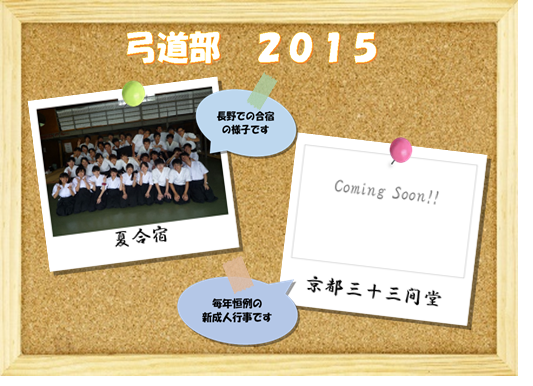 弓道部　２０１５
長野での合宿
の様子です
夏合宿
Coming Soon!!
京都三十三间堂
毎年恒例の
新成人行事です